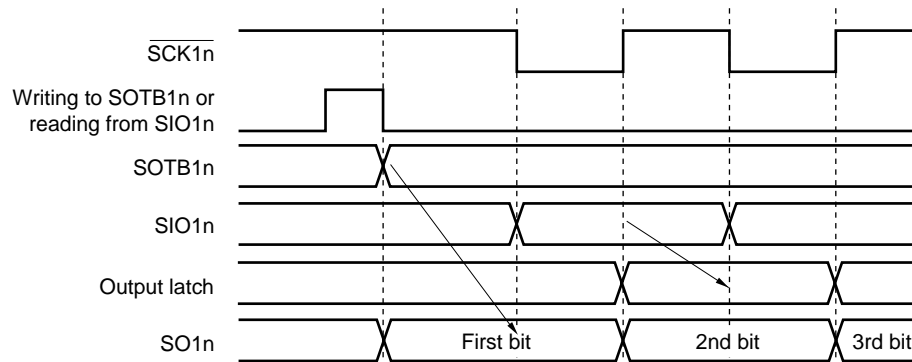 SCK1n
Writing to SOTB1n or
reading from SIO1n
SOTB1n
SIO1n
Output latch
SO1n
First bit
2nd bit
3rd bit